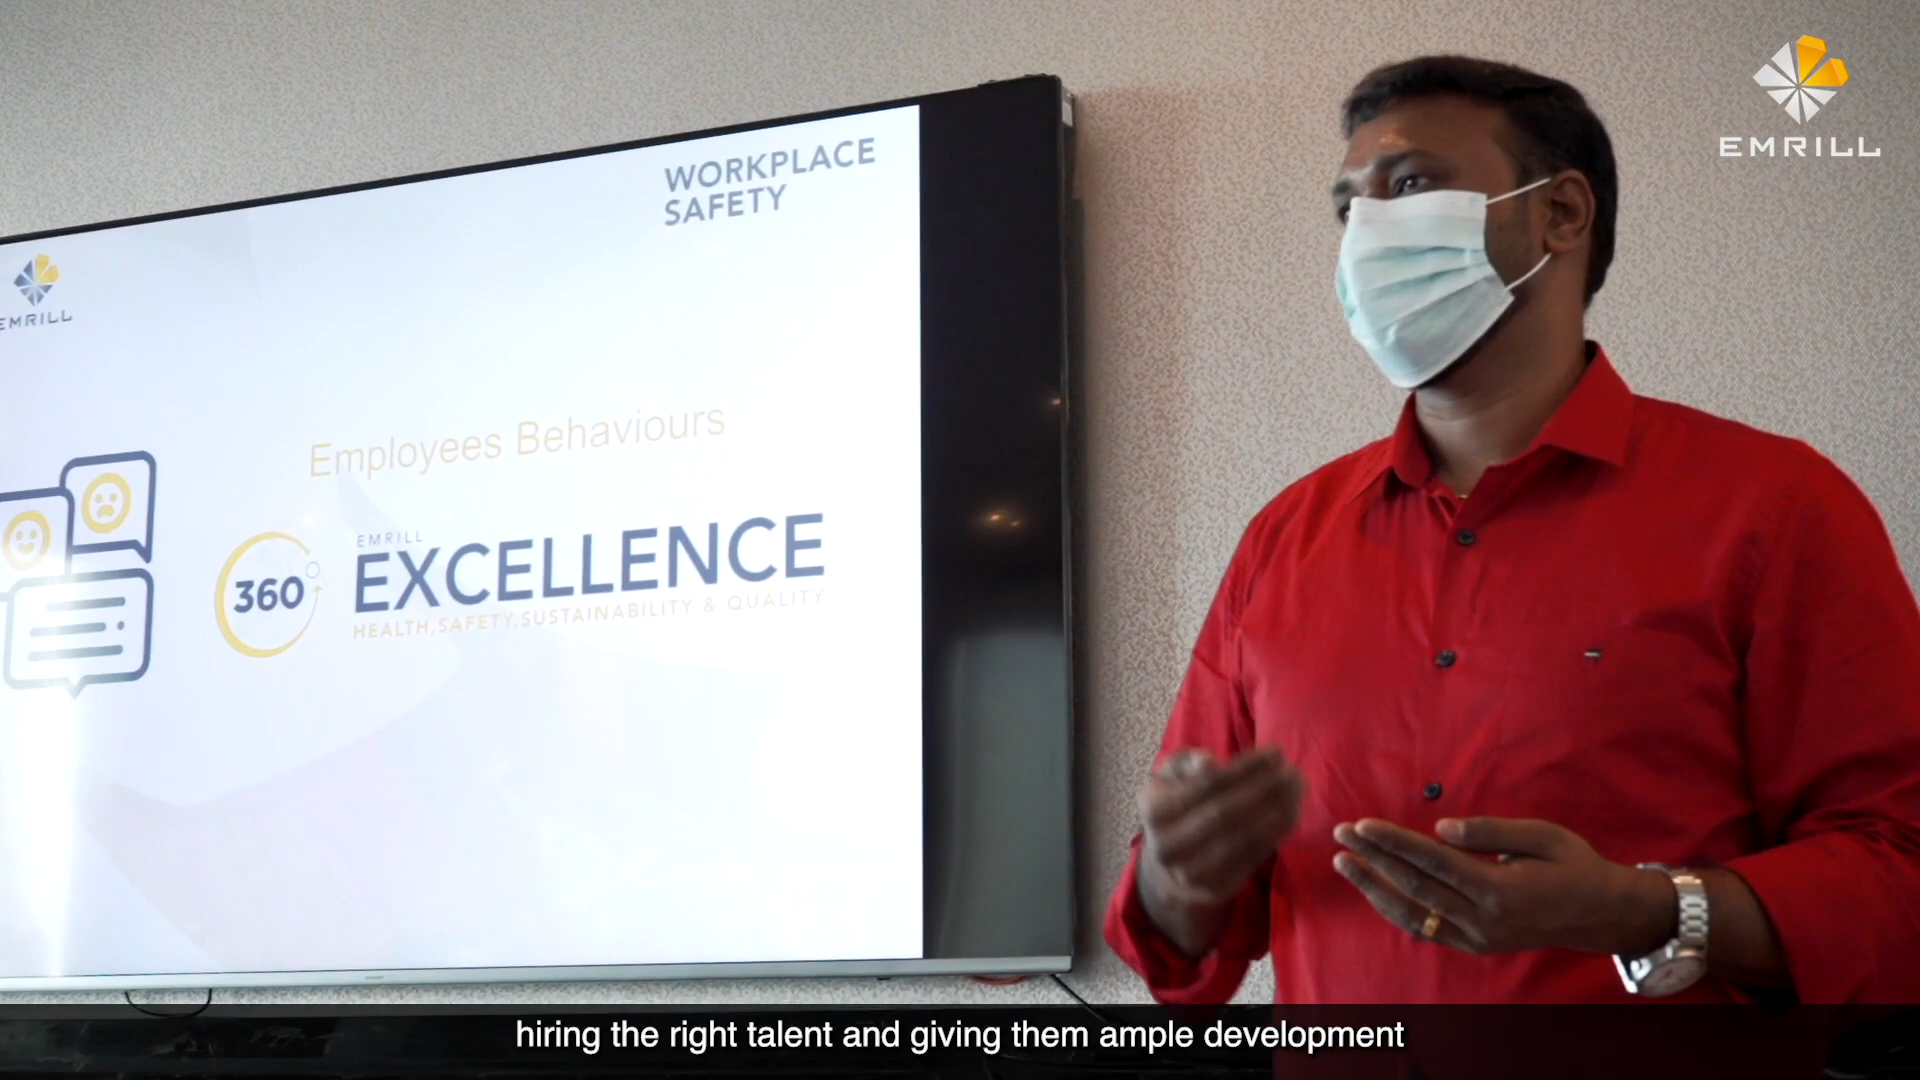 EMRILL
WORKPLACE
SAFETY
EMRILL
Employees Behaviours
360°
EMRILL
EXCELLENCE
HEALTH, SAFETY, SUSTAINABILITY & QUALITY
hiring the right talent and giving them ample development